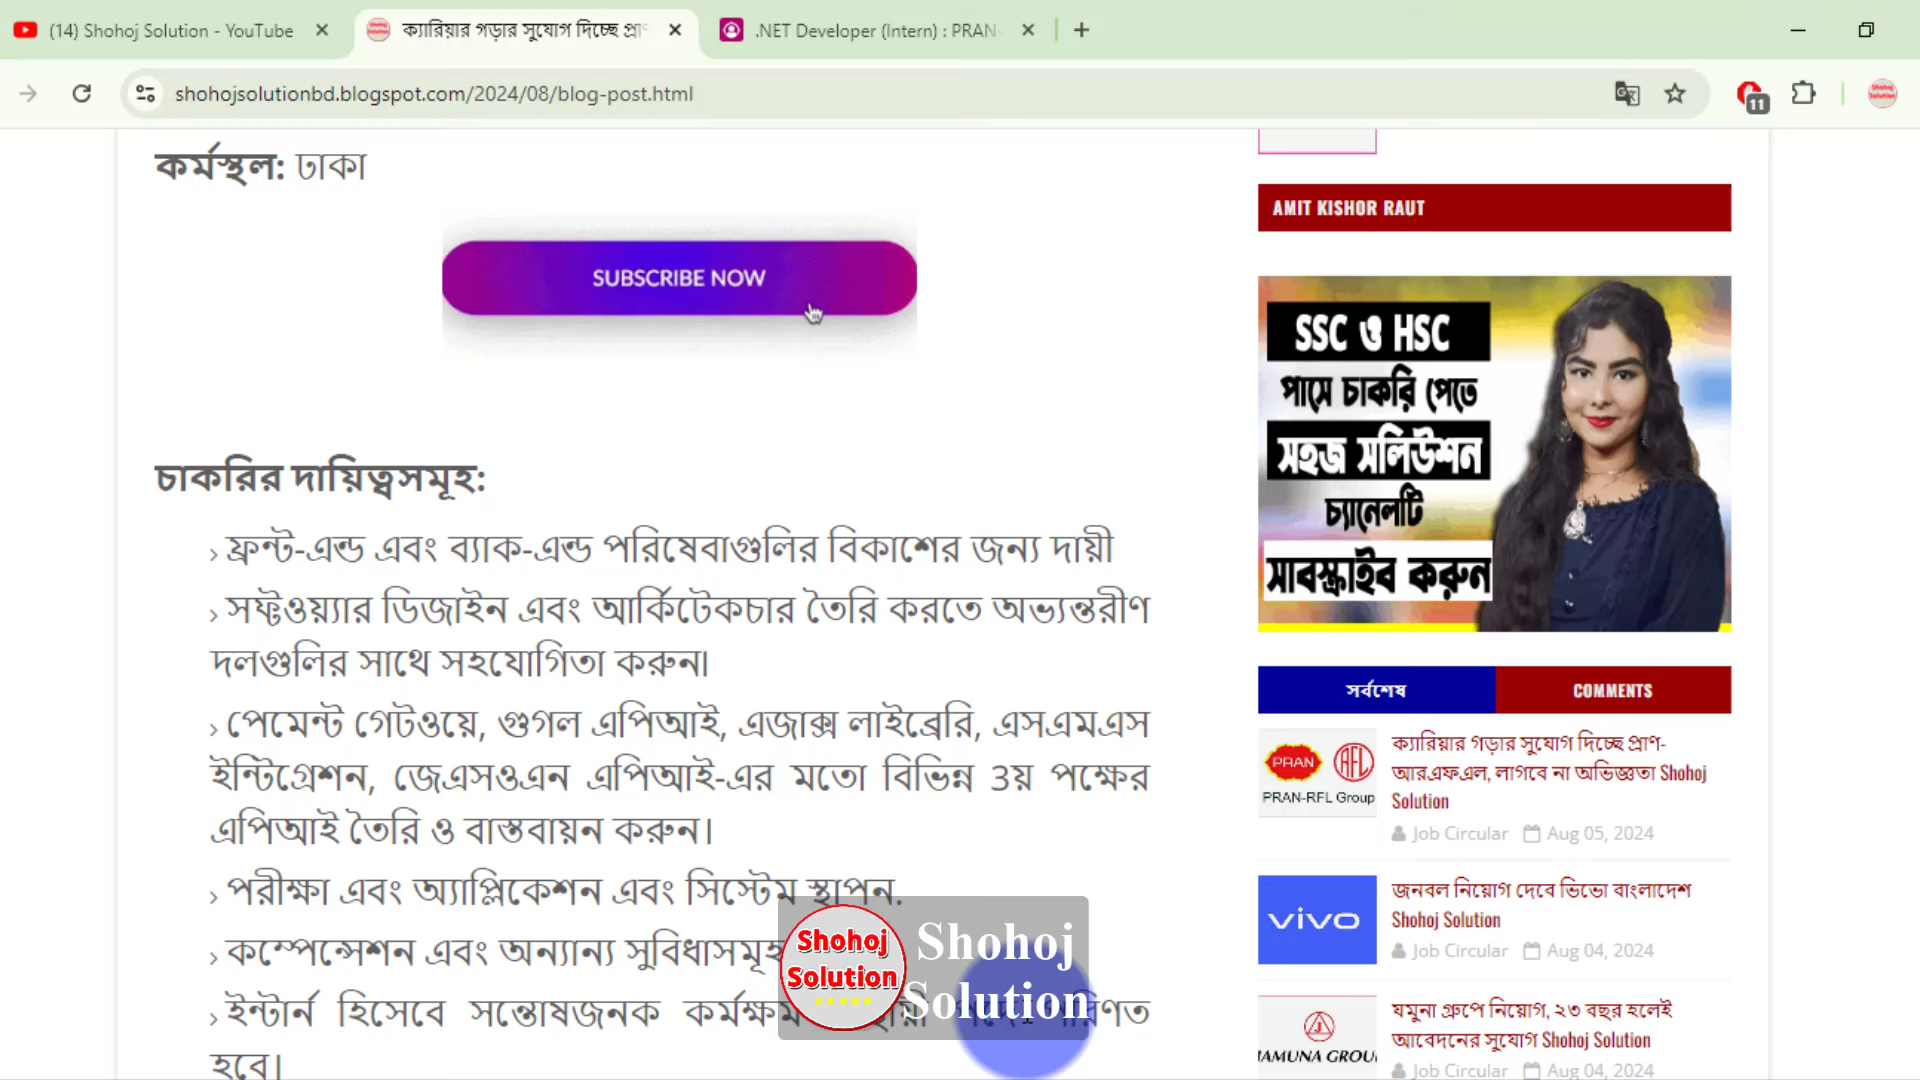 (14) Shohoj Solution - YouTube
ক্যারিয়ার গড়ার সুযোগ দিচ্ছে প্রাণ
.NET Developer (Intern) : PRAN-
shohojsolutionbd.blogspot.com/2024/08/blog-post.html
11
কর্মস্থল: ঢাকা
SUBSCRIBE NOW
চাকরির দায়িত্বসমূহ:
› ফ্রন্ট-এন্ড এবং ব্যাক-এন্ড পরিষেবাগুলির বিকাশের জন্য দায়ী
› সফ্টওয়্যার ডিজাইন এবং আর্কিটেকচার তৈরি করতে অভ্যন্তরীণ
দলগুলির সাথে সহযোগিতা করুন।
› পেমেন্ট গেটওয়ে, গুগল এপিআই, এজাক্স লাইব্রেরি, এসএমএস
ইন্টিগ্রেশন, জেএসওএন এপিআই-এর মতো বিভিন্ন 3য় পক্ষের
এপিআই তৈরি ও বাস্তবায়ন করুন।
› পরীক্ষা এবং অ্যাপ্লিকেশন এবং সিস্টেম স্থাপন.
› কম্পেন্সেশন এবং অন্যান্য সুবিধাসমূহ
› ইন্টার্ন হিসেবে সন্তোষজনক
হবে।
Shohoj
Solution
Shohoj
Solution
AMIT KISHOR RAUT
SSC ও HSC
পাসে চাকরি পেতে
সহজ সলিউশন
চ্যানেলটি
সাবস্ক্রাইব করুন
সর্বশেষ
COMMENTS
PRAN RFL
PRAN-RFL Group
ক্যারিয়ার গড়ার সুযোগ দিচ্ছে প্রাণ-
আরএফএল, লাগবে না অভিজ্ঞতা Shohoj
Solution
Job Circular Aug 05, 2024
vivo
জনবল নিয়োগ দেবে ভিভো বাংলাদেশ
Shohoj Solution
Job Circular Aug 04, 2024
JAMUNA GROU
যমুনা গ্রুপে নিয়োগ, ২৩ বছর হলেই
আবেদনের সুযোগ Shohoj Solution
Job Circular Aug 04, 2024